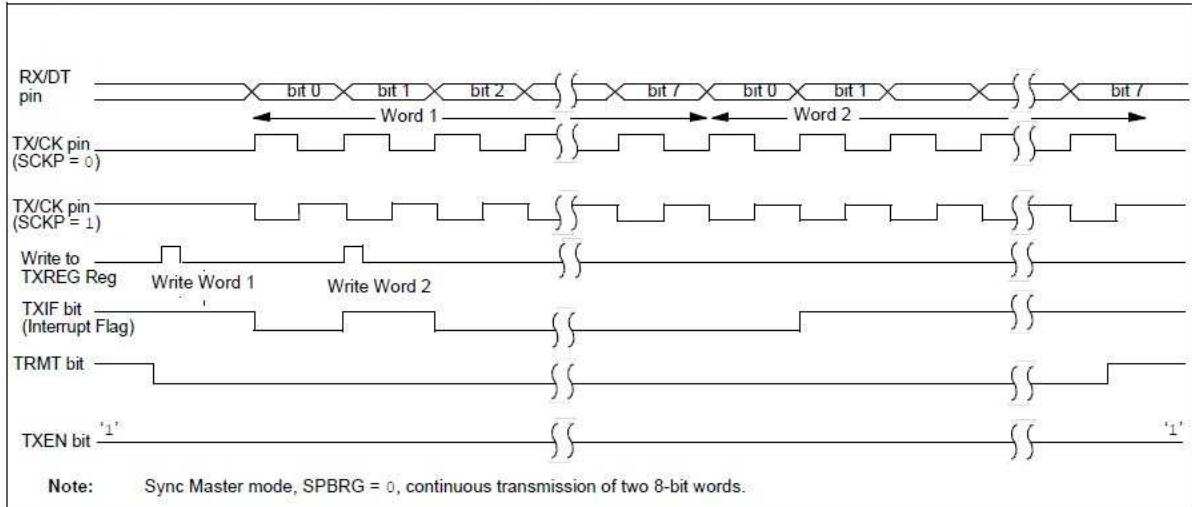 RX/DT
pin
bit 0 bit 1 bit 2 bit 7 bit 0 bit 1 bit 7
Word 1 Word 2
TX/CK pin
(SCKP = 0)
TX/CK pin
(SCKP = 1)
Write to
TXREG Reg
Write Word 1 Write Word 2
TXIF bit
(Interrupt Flag)
TRMT bit
'1' '1'
TXEN bit
Note: Sync Master mode, SPBRG = 0, continuous transmission of two 8-bit words.